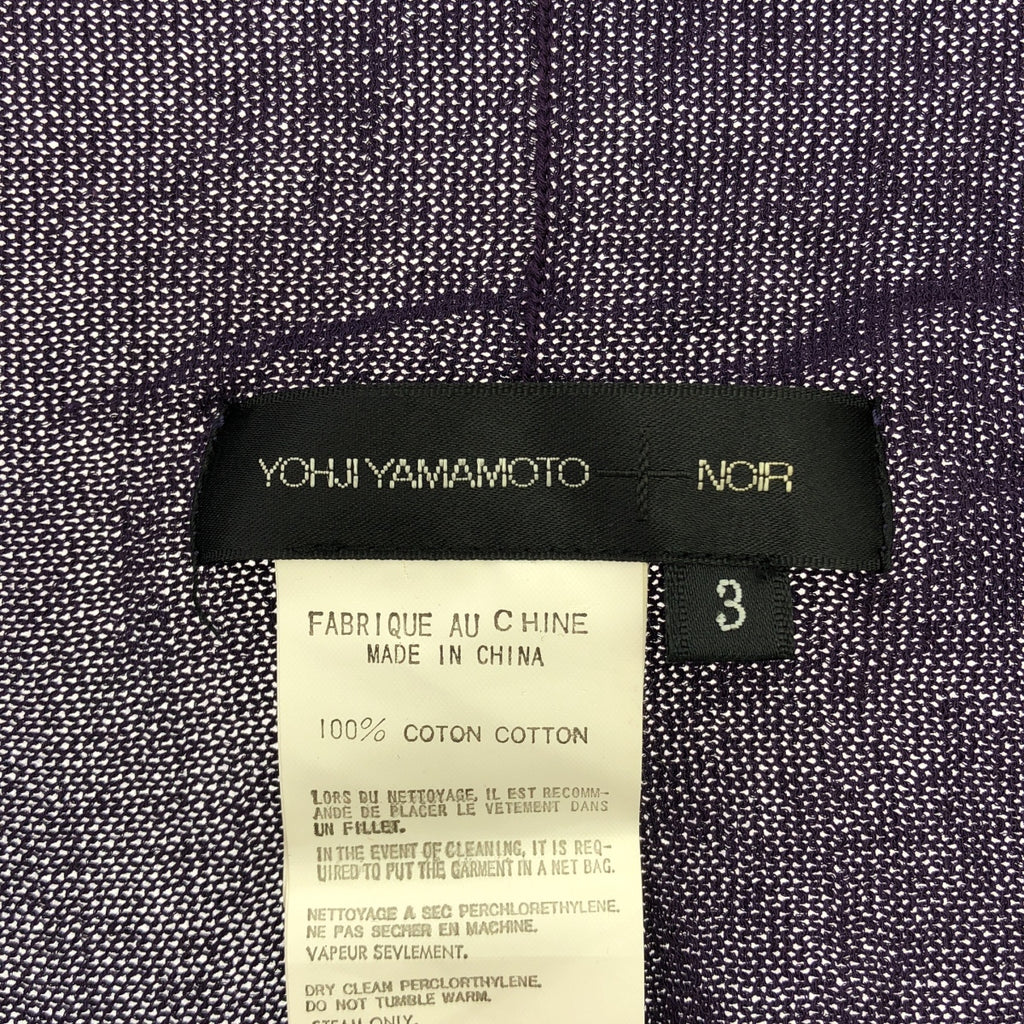 YOHJI YAMAMOTO NOIR
3
FABRIQUE AU CHINE
MADE IN CHINA
100% COTON COTTON
LORS DU NETTOYAGE, IL EST RECOMM-
ANDE DE PLACER LE VETEMENT DANS
UN FILLET.
IN THE EVENT OF CLEANING, IT IS REQ-
UIRED TO PUT THE GARMENT IN A NET BAG.
NETTOYAGE A SEC PERCHLORETHYLENE.
NE PAS SECHER EN MACHINE.
VAPEUR SEVLEMENT.
DRY CLEAN PERCLORTHYLENE.
DO NOT TUMBLE WARM.
STEAM ONLY.